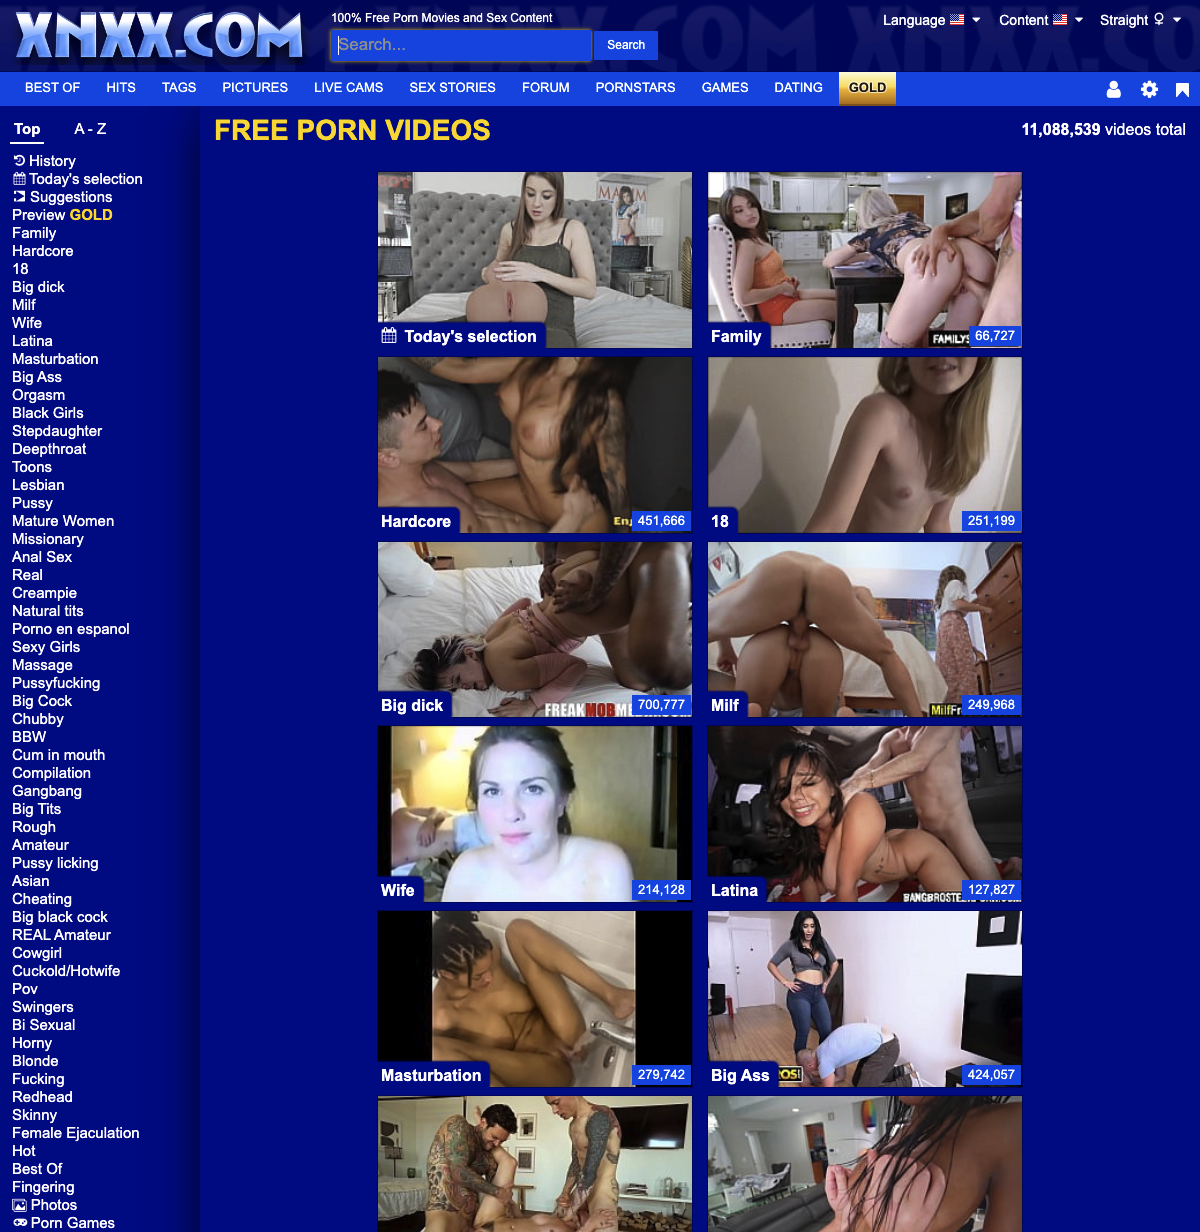 XNXX.COM
100% Free Porn Movies and Sex Content
Search...
Search
Language
Content
Straight
BEST OF
HITS
TAGS
PICTURES
LIVE CAMS
SEX STORIES
FORUM
PORNSTARS
GAMES
DATING
GOLD
Top
A - Z
History
Today's selection
Suggestions
Preview GOLD
Family
Hardcore
18
Big dick
Milf
Wife
Latina
Masturbation
Big Ass
Orgasm
Black Girls
Stepdaughter
Deepthroat
Toons
Lesbian
Pussy
Mature Women
Missionary
Anal Sex
Real
Creampie
Natural tits
Porno en espanol
Sexy Girls
Massage
Pussyfucking
Big Cock
Chubby
BBW
Cum in mouth
Compilation
Gangbang
Big Tits
Rough
Amateur
Pussy licking
Asian
Cheating
Big black cock
REAL Amateur
Cowgirl
Cuckold/Hotwife
Pov
Swingers
Bi Sexual
Horny
Blonde
Fucking
Redhead
Skinny
Female Ejaculation
Hot
Best Of
Fingering
Photos
Porn Games
FREE PORN VIDEOS
11,088,539 videos total
MAXIM
Today's selection
Family
66,727
Hardcore
451,666
18
251,199
Big dick
700,777
Milf
249,968
Wife
214,128
Latina
127,827
Masturbation
279,742
Big Ass
424,057